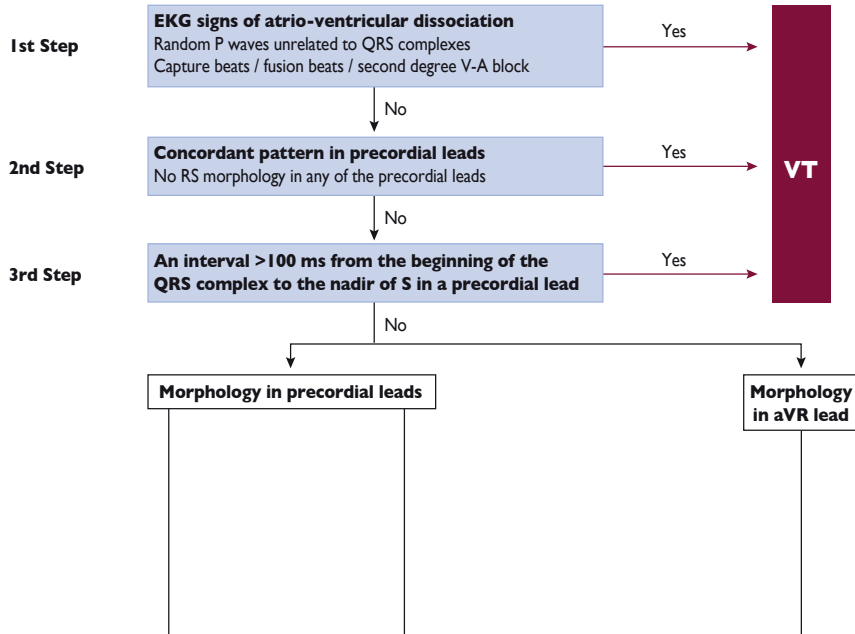 1st Step
EKG signs of atrio-ventricular dissociation
Random P waves unrelated to QRS complexes
Capture beats / fusion beats / second degree V-A block
Yes
No
2nd Step
Concordant pattern in precordial leads
No RS morphology in any of the precordial leads
Yes
VT
No
3rd Step
An interval >100 ms from the beginning of the
QRS complex to the nadir of S in a precordial lead
Yes
No
Morphology in precordial leads
Morphology
in aVR lead